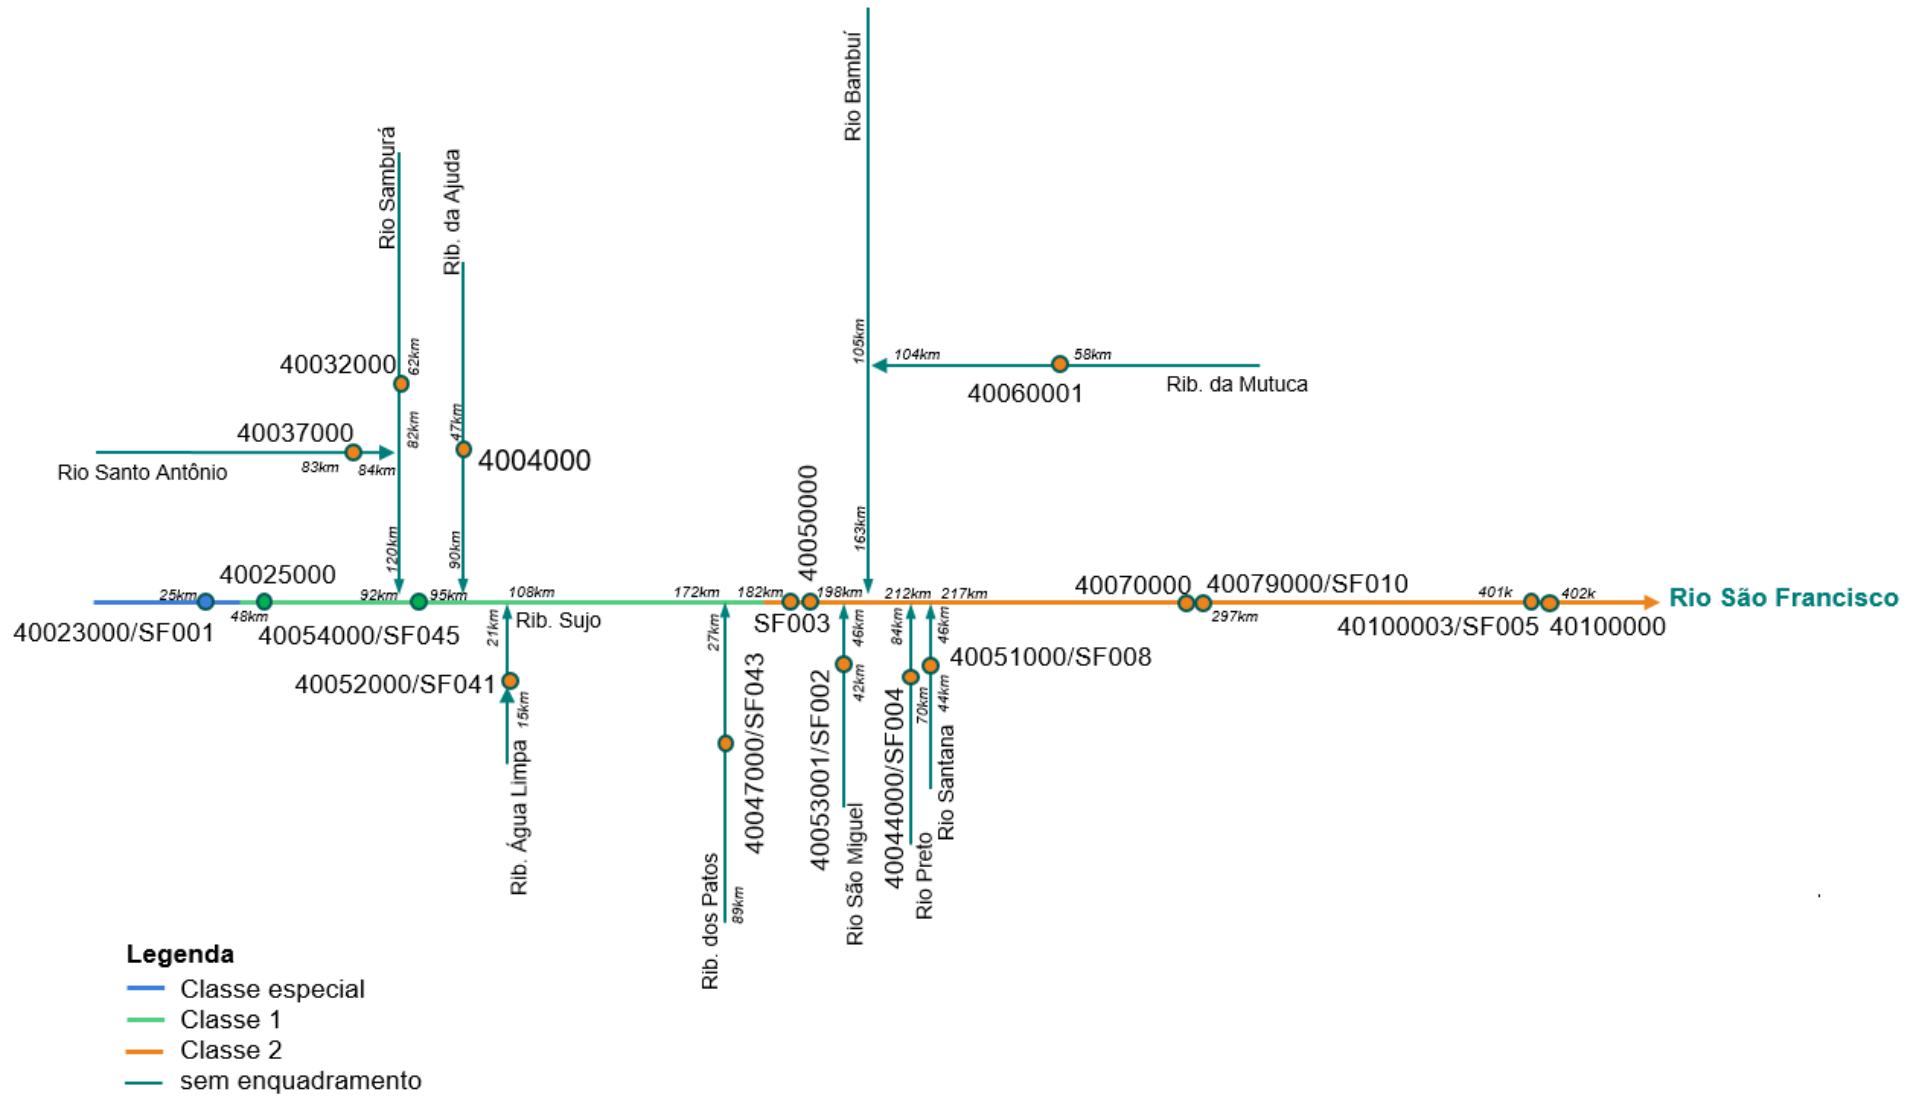 Rio Bambuí
Rio Samburá
Rib. da Ajuda
40032000
62km
105km
104km
58km
40060001
Rib. da Mutuca
40037000
82km
47km
4004000
83km
84km
Rio Santo Antônio
120km
90km
40050000
163km
25km
40025000
92km
95km
108km
172km
182km
198km
212km
217km
40070000
40079000/SF010
401k
402k
Rio São Francisco
40023000/SF001
48km
40054000/SF045
21km
Rib. Sujo
27km
SF003
46km
84km
46km
297km
40100003/SF005
40100000
40052000/SF041
15km
Rib. Água Limpa
40047000/SF043
40053001/SF002
42km
40044000/SF004
70km
44km
40051000/SF008
Rio Santana
Rib. dos Patos
89km
Rio São Miguel
Rio Preto
Legenda
Classe especial
Classe 1
Classe 2
sem enquadramento